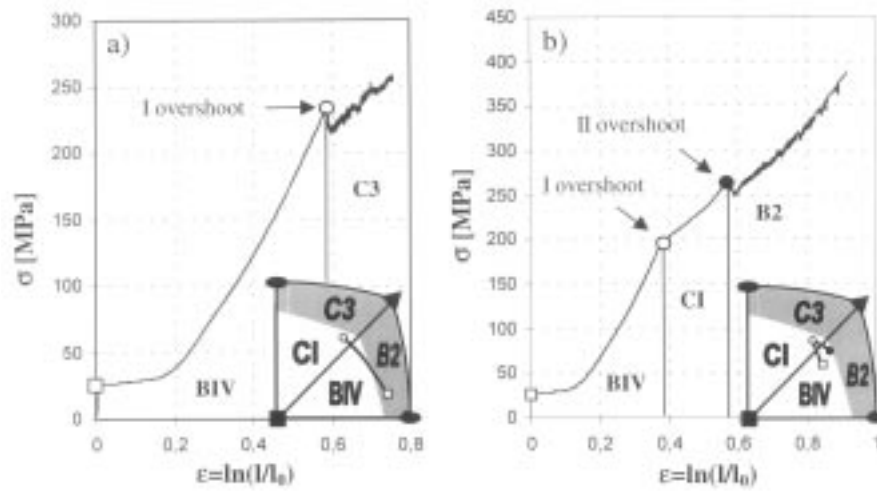 a)
300
250
200
150
100
50
0
σ [MPa]
I overshoot
C3
BIV
C3
CI
B2
BIV
0
0,2
0,4
0,6
0,8
ε=ln(l/l₀)
b)
450
400
350
300
250
200
150
100
50
0
σ [MPa]
II overshoot
I overshoot
B2
CI
BIV
C3
CI
B2
BIV
0
0,2
0,4
0,6
0,8
1
ε=ln(l/l₀)